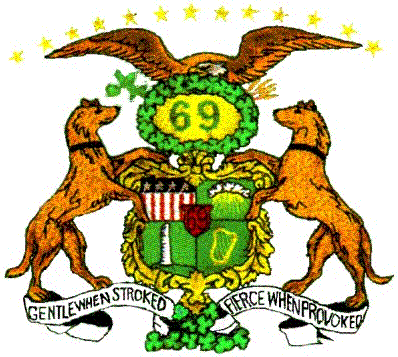 69
GENTLE WHEN STROKED
FIERCE WHEN PROVOKED